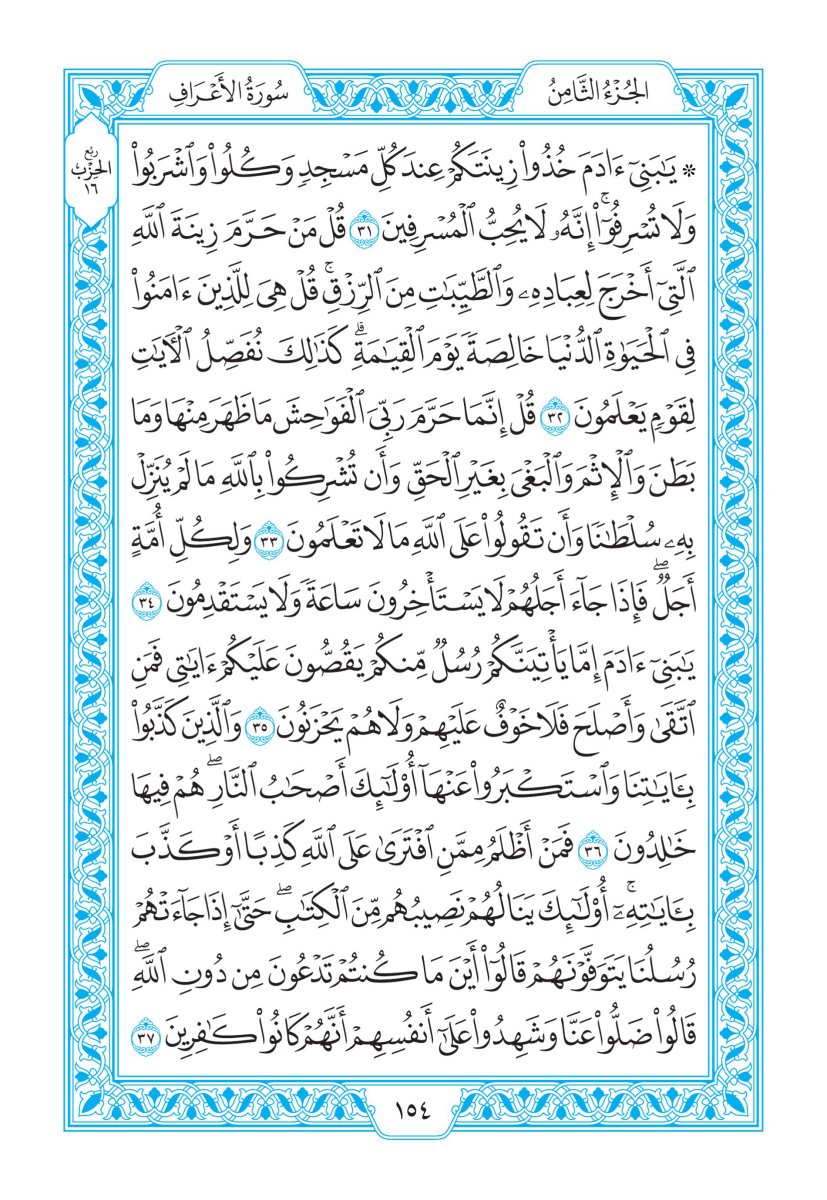 الجُزْءُ الثَّامِنُ
سُورَةُ الأَعْرَافِ
رُبْعُ
الحِزْبِ
١٦
۞ يَٰبَنِيٓ ءَادَمَ خُذُواْ زِينَتَكُمْ عِندَ كُلِّ مَسْجِدٖ وَكُلُواْ وَٱشْرَبُواْ
وَلَا تُسْرِفُوٓاْۚ إِنَّهُۥ لَا يُحِبُّ ٱلْمُسْرِفِينَ ٣١ قُلْ مَنْ حَرَّمَ زِينَةَ ٱللَّهِ
ٱلَّتِيٓ أَخْرَجَ لِعِبَادِهِۦ وَٱلطَّيِّبَٰتِ مِنَ ٱلرِّزْقِۚ قُلْ هِيَ لِلَّذِينَ ءَامَنُواْ
فِي ٱلْحَيَوٰةِ ٱلدُّنْيَا خَالِصَةٗ يَوْمَ ٱلْقِيَٰمَةِۗ كَذَٰلِكَ نُفَصِّلُ ٱلْأٓيَٰتِ
لِقَوْمٖ يَعْلَمُونَ ٣٢ قُلْ إِنَّمَا حَرَّمَ رَبِّيَ ٱلْفَوَٰحِشَ مَا ظَهَرَ مِنْهَا وَمَا
بَطَنَ وَٱلْإِثْمَ وَٱلْبَغْيَ بِغَيْرِ ٱلْحَقِّ وَأَن تُشْرِكُواْ بِٱللَّهِ مَا لَمْ يُنَزِّلْ
بِهِۦ سُلْطَٰنٗا وَأَن تَقُولُواْ عَلَى ٱللَّهِ مَا لَا تَعْلَمُونَ ٣٣ وَلِكُلِّ أُمَّةٍ
أَجَلٞۖ فَإِذَا جَآءَ أَجَلُهُمْ لَا يَسْتَأْخِرُونَ سَاعَةٗ وَلَا يَسْتَقْدِمُونَ ٣٤
يَٰبَنِيٓ ءَادَمَ إِمَّا يَأْتِيَنَّكُمْ رُسُلٞ مِّنكُمْ يَقُصُّونَ عَلَيْكُمْ ءَايَٰتِي فَمَنِ
ٱتَّقَىٰ وَأَصْلَحَ فَلَا خَوْفٌ عَلَيْهِمْ وَلَا هُمْ يَحْزَنُونَ ٣٥ وَٱلَّذِينَ كَذَّبُواْ
بِـَٔايَٰتِنَا وَٱسْتَكْبَرُواْ عَنْهَآ أُوْلَٰٓئِكَ أَصْحَٰبُ ٱلنَّارِۖ هُمْ فِيهَا
خَٰلِدُونَ ٣٦ فَمَنْ أَظْلَمُ مِمَّنِ ٱفْتَرَىٰ عَلَى ٱللَّهِ كَذِبًا أَوْ كَذَّبَ
بِـَٔايَٰتِهِۦٓۚ أُوْلَٰٓئِكَ يَنَالُهُمْ نَصِيبُهُم مِّنَ ٱلْكِتَٰبِۖ حَتَّىٰٓ إِذَا جَآءَتْهُمْ
رُسُلُنَا يَتَوَفَّوْنَهُمْ قَالُوٓاْ أَيْنَ مَا كُنتُمْ تَدْعُونَ مِن دُونِ ٱللَّهِۖ
قَالُواْ ضَلُّواْ عَنَّا وَشَهِدُواْ عَلَىٰٓ أَنفُسِهِمْ أَنَّهُمْ كَانُواْ كَٰفِرِينَ ٣٧
١٥٤